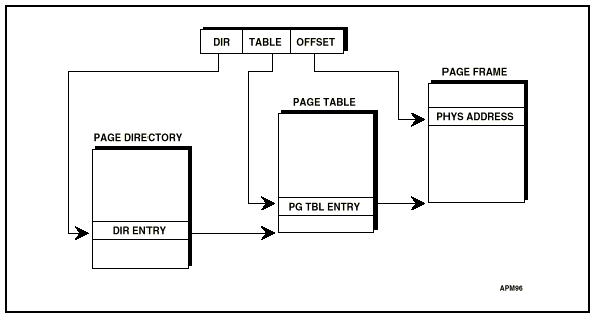 DIR TABLE OFFSET
PAGE FRAME
PHYS ADDRESS
PAGE TABLE
PG TBL ENTRY
PAGE DIRECTORY
DIR ENTRY
APM96